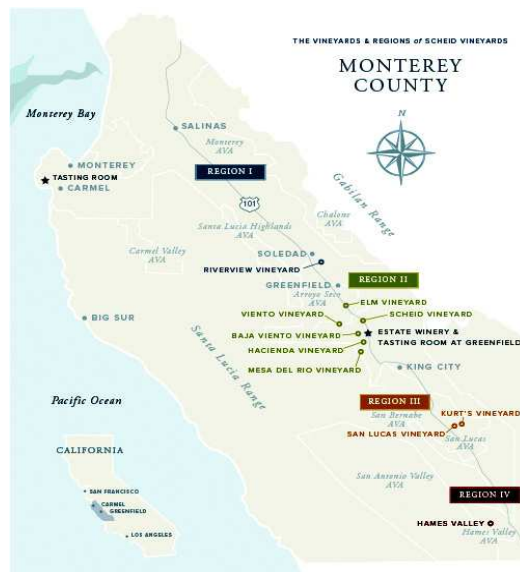 THE VINEYARDS & REGIONS of SCHEID VINEYARDS
MONTEREY
COUNTY
N
Monterey Bay
SALINAS
Monterey
AVA
MONTEREY
TASTING ROOM
CARMEL
REGION I
Gabilan Range
101
Chalone
AVA
Santa Lucia Highlands
AVA
Carmel Valley
AVA
SOLEDAD
RIVERVIEW VINEYARD
REGION II
GREENFIELD
Arroyo Seco
AVA
ELM VINEYARD
VIENTO VINEYARD
SCHEID VINEYARD
BIG SUR
BAJA VIENTO VINEYARD
ESTATE WINERY &
TASTING ROOM AT GREENFIELD
HACIENDA VINEYARD
MESA DEL RIO VINEYARD
Santa Lucia Range
KING CITY
Pacific Ocean
REGION III
San Bernabe
AVA
KURT'S VINEYARD
SAN LUCAS VINEYARD
San Lucas
AVA
CALIFORNIA
SAN FRANCISCO
CARMEL
GREENFIELD
LOS ANGELES
San Antonio Valley
AVA
REGION IV
HAMES VALLEY
Hames Valley
AVA